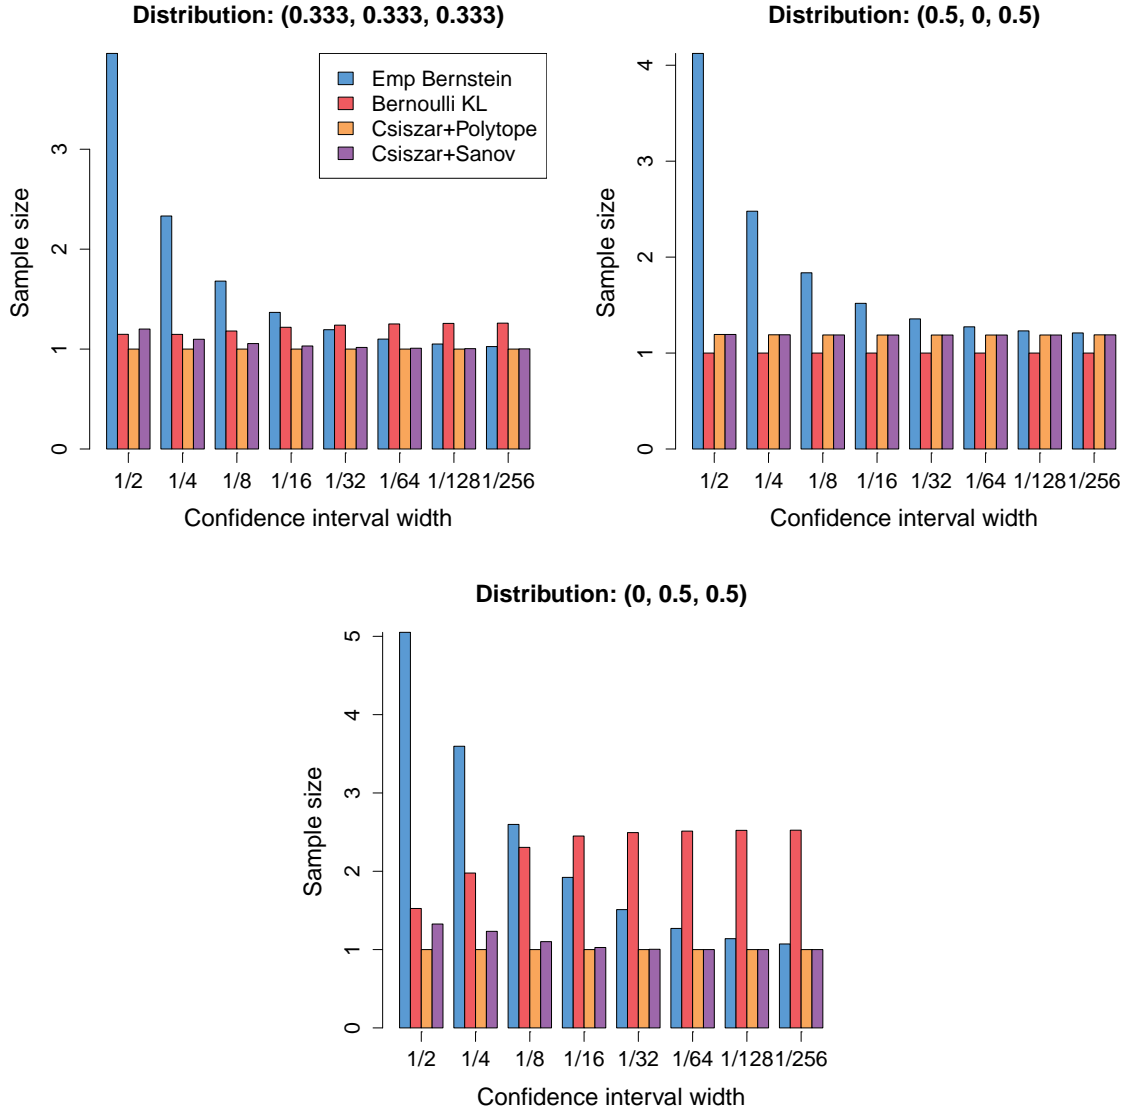 Distribution: (0.333, 0.333, 0.333)
Sample size
0
1
2
3
Emp Bernstein
Bernoulli KL
Csiszar+Polytope
Csiszar+Sanov
1/2 1/4 1/8 1/16 1/32 1/64 1/128 1/256
Confidence interval width
Distribution: (0.5, 0, 0.5)
Sample size
0
1
2
3
4
1/2 1/4 1/8 1/16 1/32 1/64 1/128 1/256
Confidence interval width
Distribution: (0, 0.5, 0.5)
Sample size
0
1
2
3
4
5
1/2 1/4 1/8 1/16 1/32 1/64 1/128 1/256
Confidence interval width